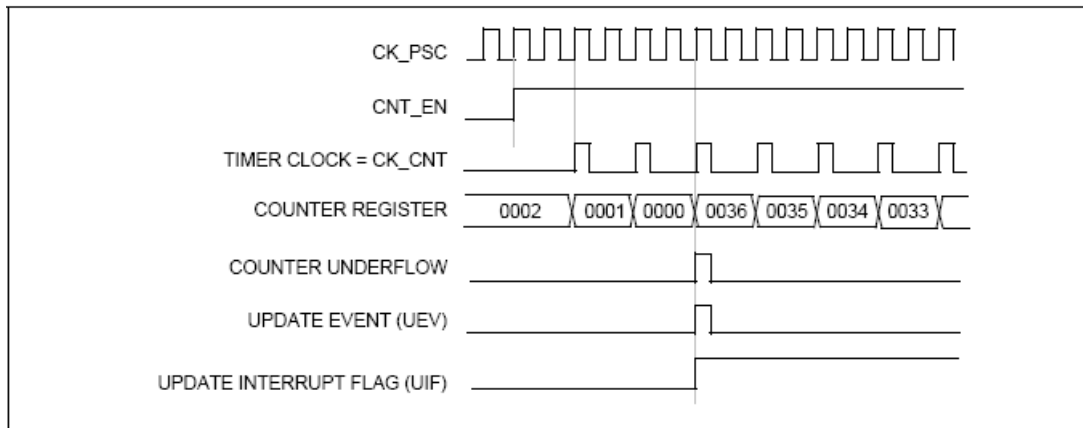 CK_PSC
CNT_EN
TIMER CLOCK = CK_CNT
COUNTER REGISTER 0002 0001 0000 0036 0035 0034 0033
COUNTER UNDERFLOW
UPDATE EVENT (UEV)
UPDATE INTERRUPT FLAG (UIF)